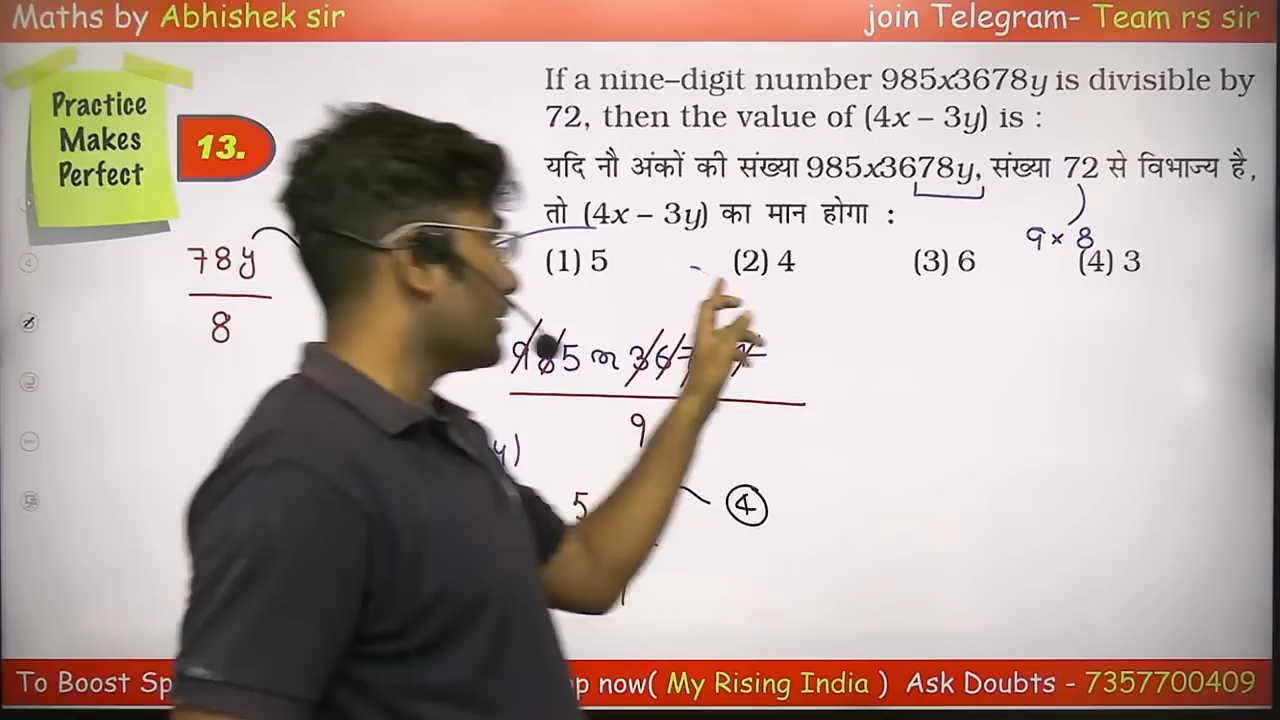 Maths by Abhishek sir
join Telegram- Team rs sir
Practice
Makes
Perfect
13.
If a nine–digit number 985x3678y is divisible by
72, then the value of (4x – 3y) is :
यदि नौ अंकों की संख्या 985x3678y, संख्या 72 से विभाज्य है,
तो (4x – 3y) का मान होगा :
9 × 8
(1) 5 (2) 4 (3) 6 (4) 3
78y
8
985x367
9
y)
5
4
To Boost Sp
p now( My Rising India ) Ask Doubts - 7357700409